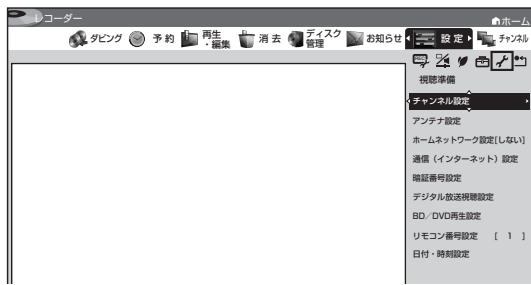 レコーダー
ホーム
ダビング 予約 再生・編集 消去 ディスク管理 お知らせ 設定 チャンネル
視聴準備
チャンネル設定
アンテナ設定
ホームネットワーク設定[しない]
通信（インターネット）設定
暗証番号設定
デジタル放送視聴設定
BD／DVD再生設定
リモコン番号設定 [ 1 ]
日付・時刻設定